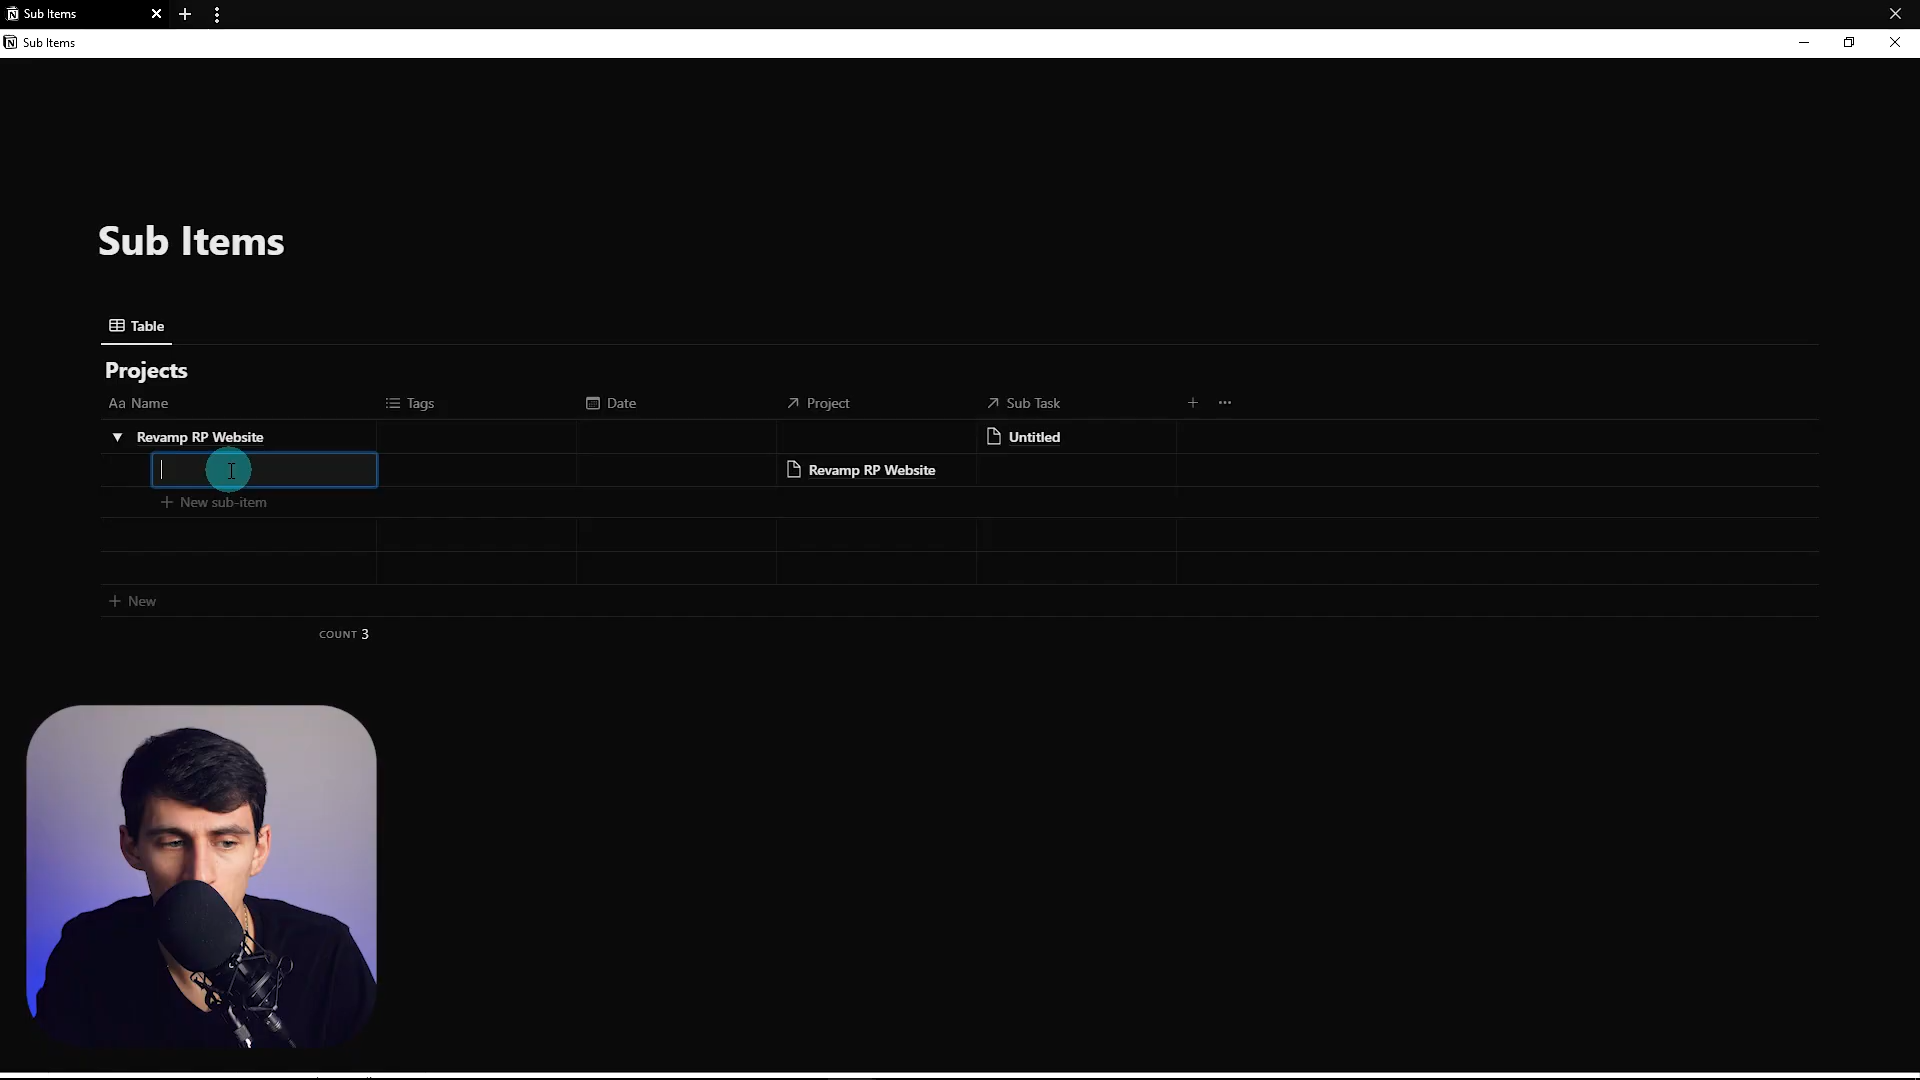 Sub Items
Sub Items
Sub Items
Table
Projects
Aa Name Tags Date Project Sub Task
Revamp RP Website Untitled
Revamp RP Website
New sub-item
New
COUNT 3